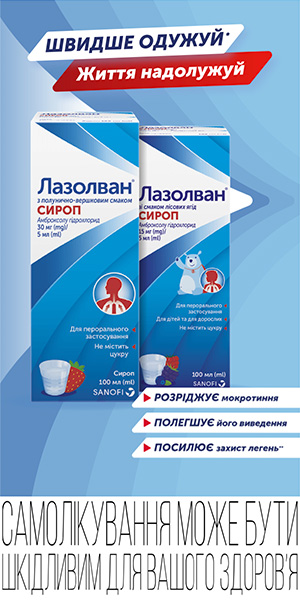 ШВИДШЕ ОДУЖУЙ*
Життя надолужуй
Лазолван®
з полунично-вершковим смаком
СИРОП
Амброксолу гідрохлорид
30 мг (mg)/
5 мл (ml)
Для перорального
застосування
Не містить
цукру
Сироп
100 мл (ml)
SANOFI
Лазолван®
зі смаком лісових ягід
СИРОП
Амброксолу гідрохлорид
15 мг (mg)/
5 мл (ml)
Для перорального
застосування
Для дітей та для дорослих
Не містить цукру
100 мл (ml)
SANOFI
РОЗРІДЖУЄ мокротиння
ПОЛЕГШУЄ його виведення
ПОСИЛЮЄ захист легень**
САМОЛІКУВАННЯ МОЖЕ БУТИ
ШКІДЛИВИМ ДЛЯ ВАШОГО ЗДОРОВ'Я